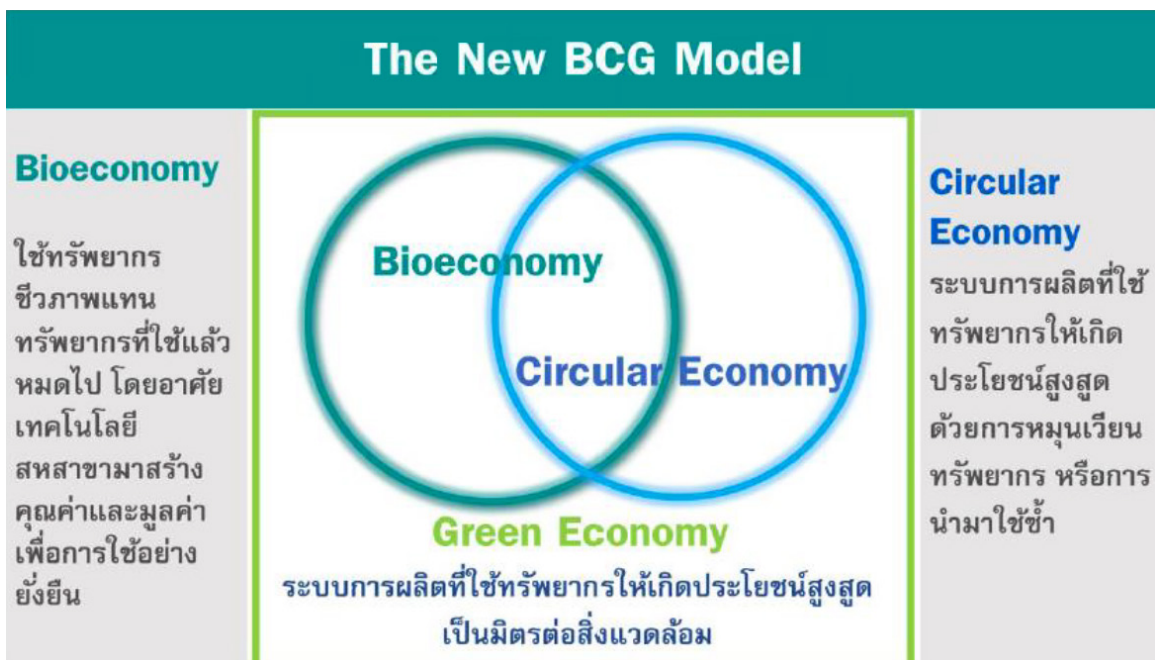 The New BCG Model
Bioeconomy
ใช้ทรัพยากร
ชีวภาพแทน
ทรัพยากรที่ใช้แล้ว
หมดไป โดยอาศัย
เทคโนโลยี
สหสาขามาสร้าง
คุณค่าและมูลค่า
เพื่อการใช้อย่าง
ยั่งยืน
Bioeconomy
Circular Economy
Green Economy
ระบบการผลิตที่ใช้ทรัพยากรให้เกิดประโยชน์สูงสุด
เป็นมิตรต่อสิ่งแวดล้อม
Circular
Economy
ระบบการผลิตที่ใช้
ทรัพยากรให้เกิด
ประโยชน์สูงสุด
ด้วยการหมุนเวียน
ทรัพยากร หรือการ
นำมาใช้ซ้ำ